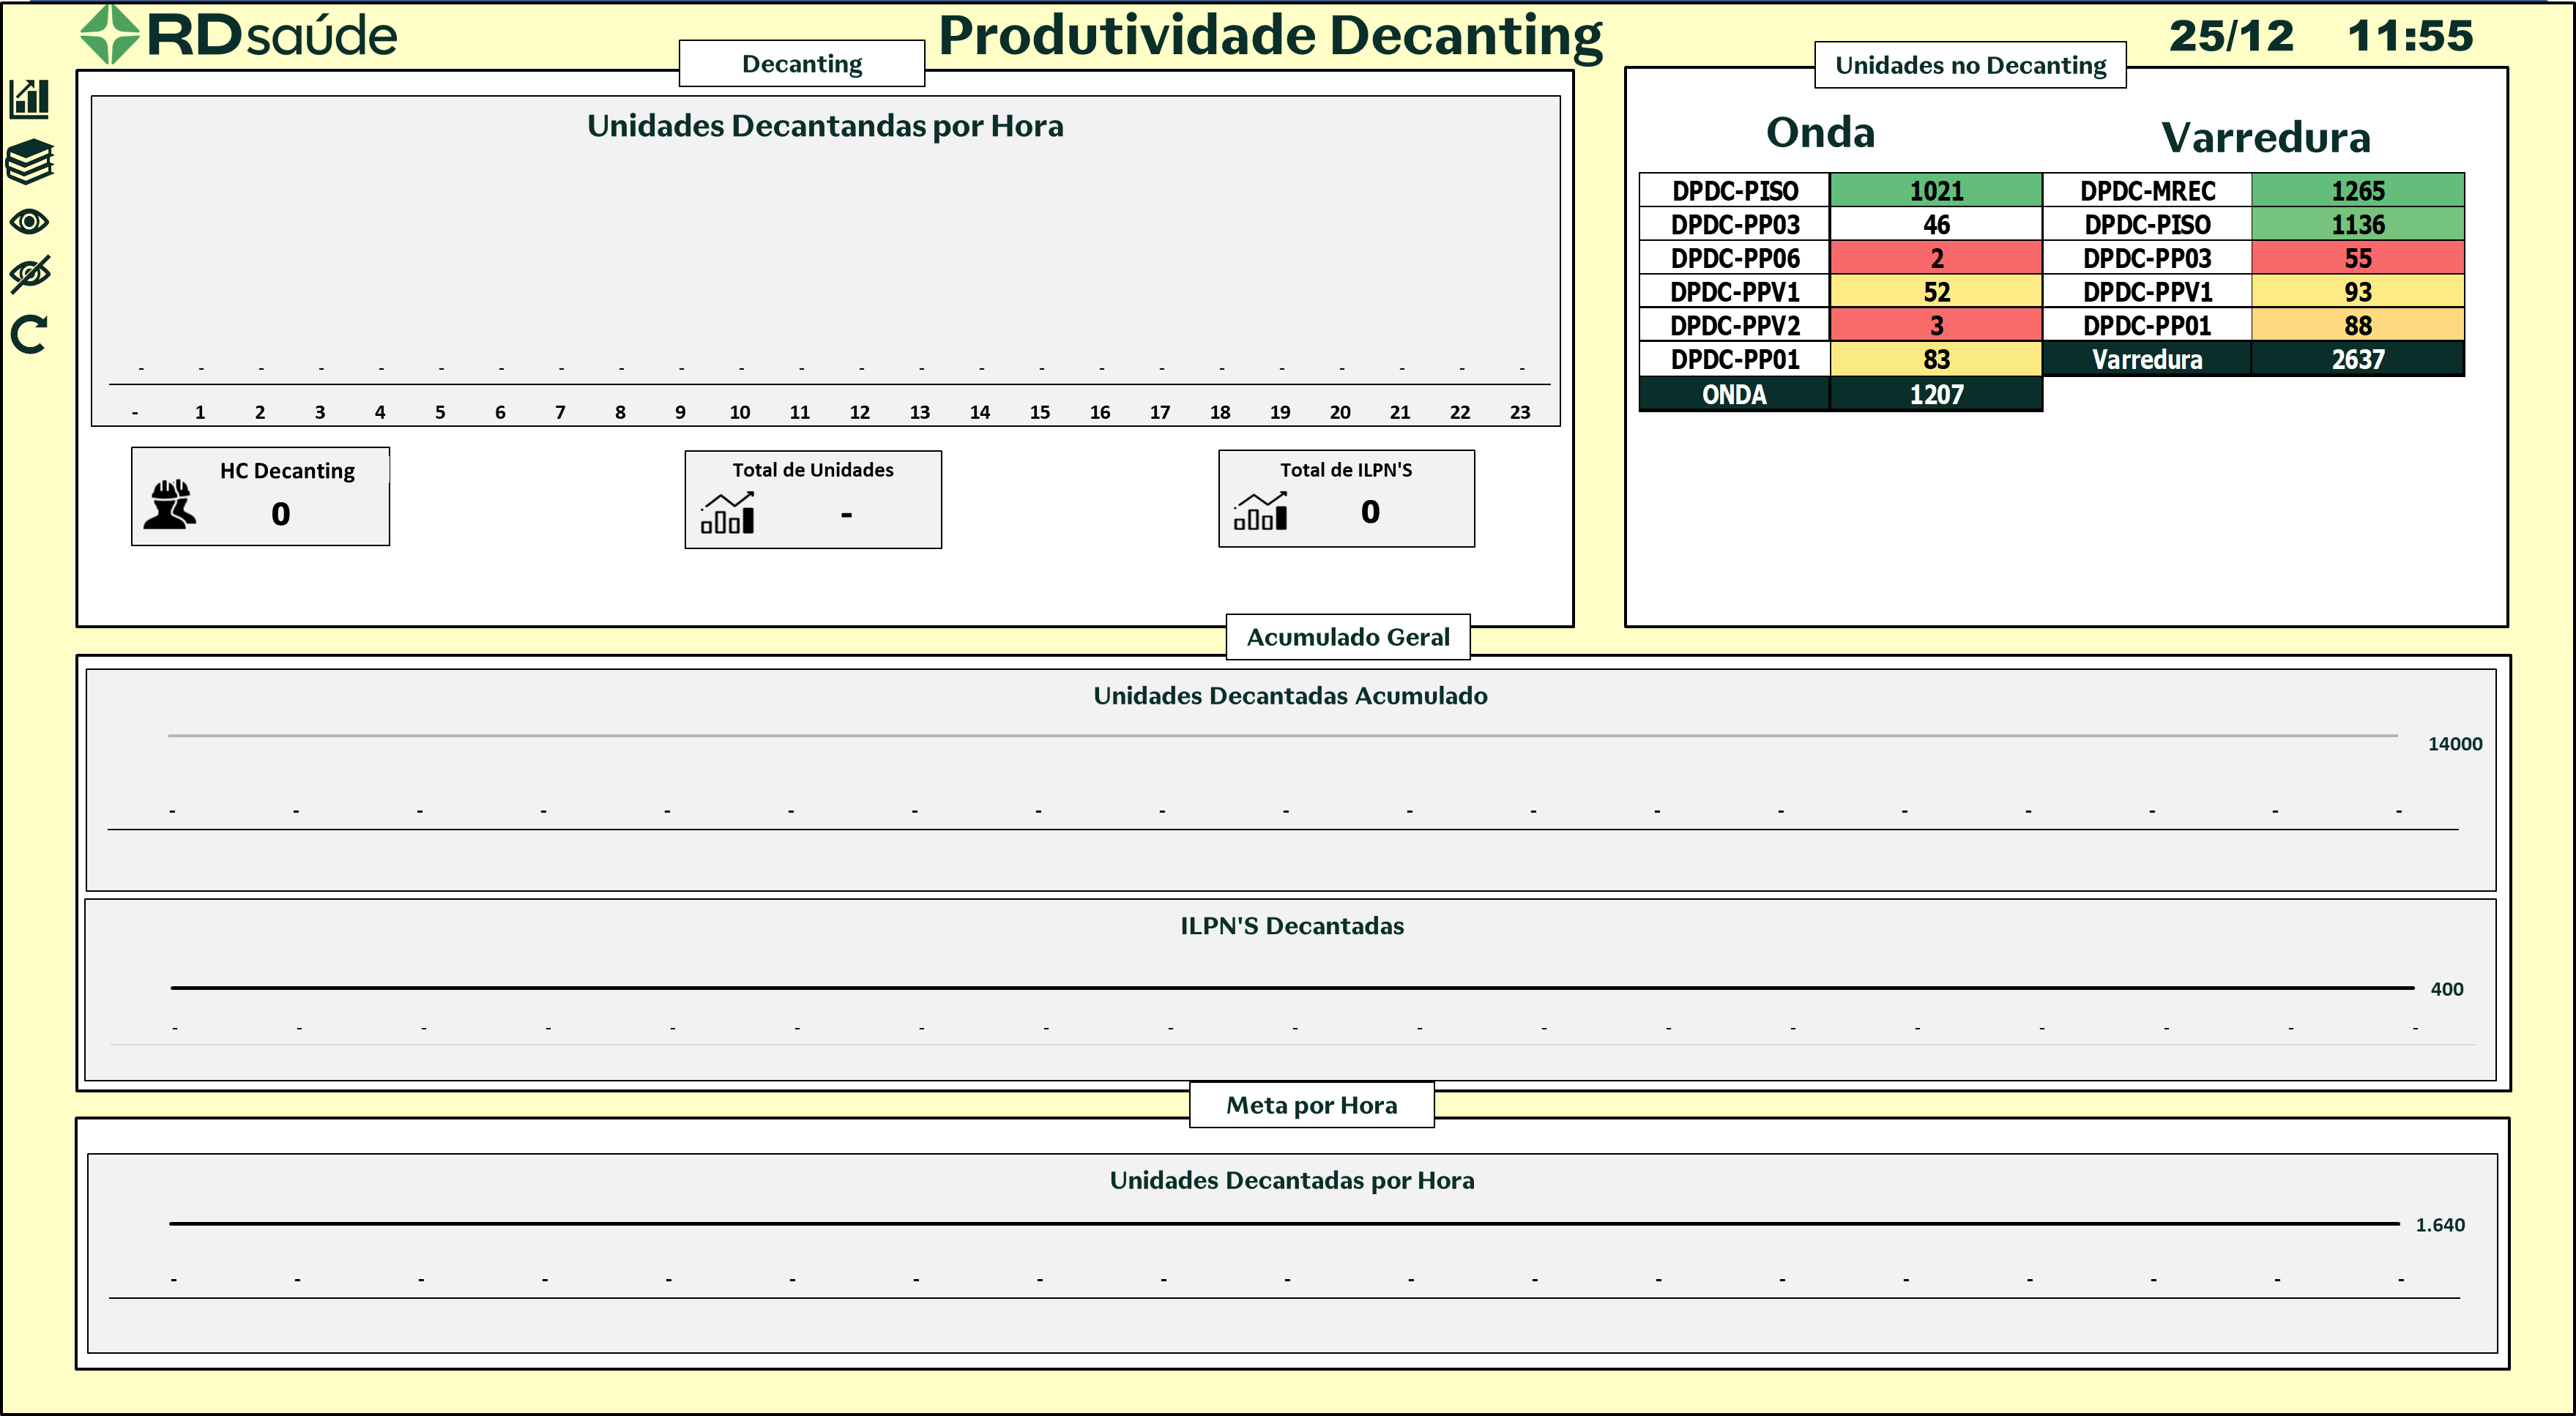 RDsaúde
Produtividade Decanting
25/12 11:55
Decanting
Unidades Decantandas por Hora
- - - - - - - - - - - - - - - - - - - - - - - -
- 1 2 3 4 5 6 7 8 9 10 11 12 13 14 15 16 17 18 19 20 21 22 23
HC Decanting
0
Total de Unidades
-
Total de ILPN'S
0
Unidades no Decanting
Onda Varredura
DPDC-PISO 1021 DPDC-MREC 1265
DPDC-PP03 46 DPDC-PISO 1136
DPDC-PP06 2 DPDC-PP03 55
DPDC-PPV1 52 DPDC-PPV1 93
DPDC-PPV2 3 DPDC-PP01 88
DPDC-PP01 83 Varredura 2637
ONDA 1207
Acumulado Geral
Unidades Decantadas Acumulado
14000
- - - - - - - - - - - - - - - - - - -
ILPN'S Decantadas
400
- - - - - - - - - - - - - - - - - - -
Meta por Hora
Unidades Decantadas por Hora
1.640
- - - - - - - - - - - - - - - - - - -